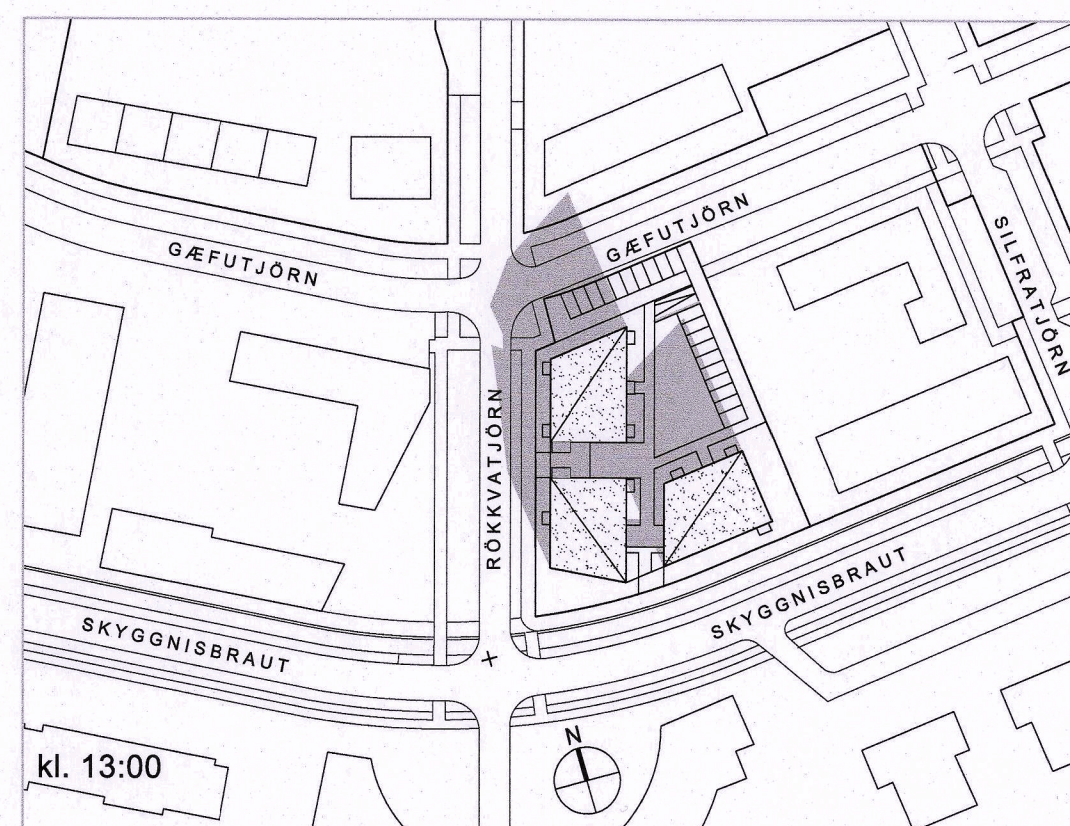 GÆFUTJÖRN
GÆFUTJÖRN
SILFRATJÖRN
RÖKKVATJÖRN
SKYGGNISBRAUT
SKYGGNISBRAUT
N
kl. 13:00